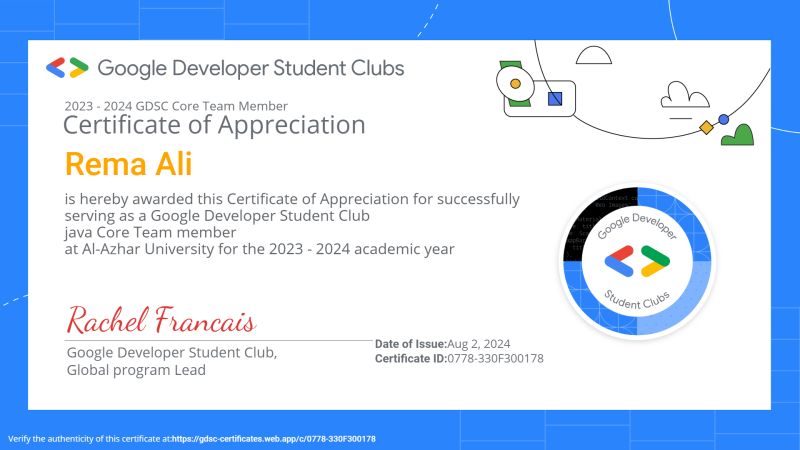 Google Developer Student Clubs
2023 - 2024 GDSC Core Team Member
Certificate of Appreciation
Rema Ali
is hereby awarded this Certificate of Appreciation for successfully
serving as a Google Developer Student Club
java Core Team member
at Al-Azhar University for the 2023 - 2024 academic year
Google Developer
Student Clubs
Rachel Francais
Google Developer Student Club,
Global program Lead
Date of Issue:Aug 2, 2024
Certificate ID:0778-330F300178
Verify the authenticity of this certificate at:https://gdsc-certificates.web.app/c/0778-330F300178